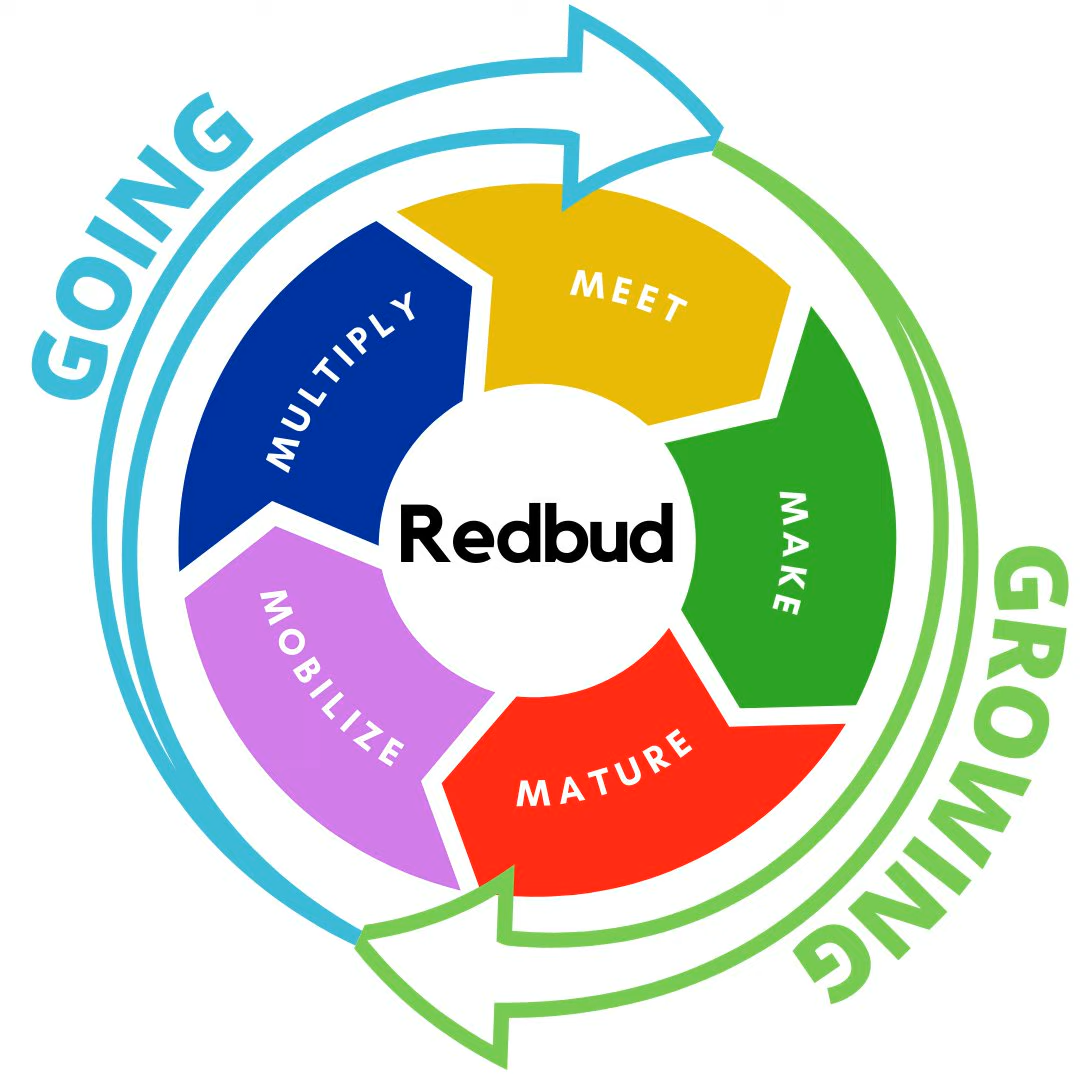 GOING
MEET
MAKE
MATURE
MOBILIZE
MULTIPLY
Redbud
GROWING